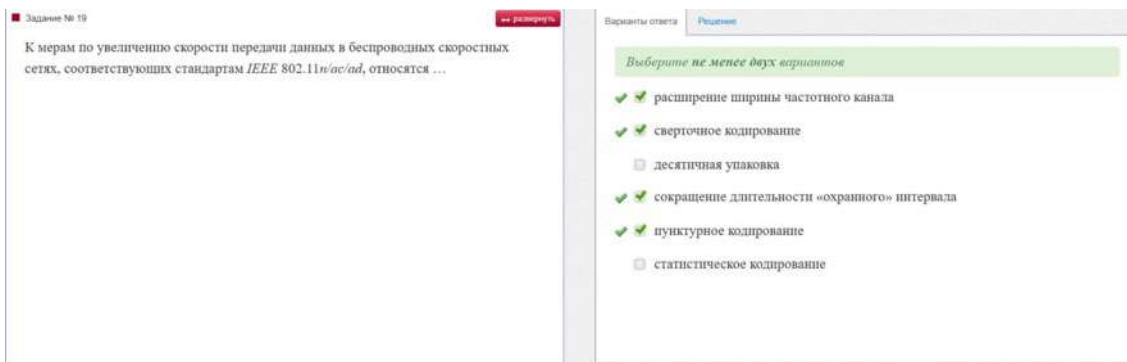 Задание № 19
развернуть
К мерам по увеличению скорости передачи данных в беспроводных скоростных
сетях, соответствующих стандартам IEEE 802.11n/ac/ad, относятся …
Варианты ответа
Решение
Выберите не менее двух вариантов
расширение ширины частотного канала
сверточное кодирование
десятичная упаковка
сокращение длительности «охранного» интервала
пунктурное кодирование
статистическое кодирование